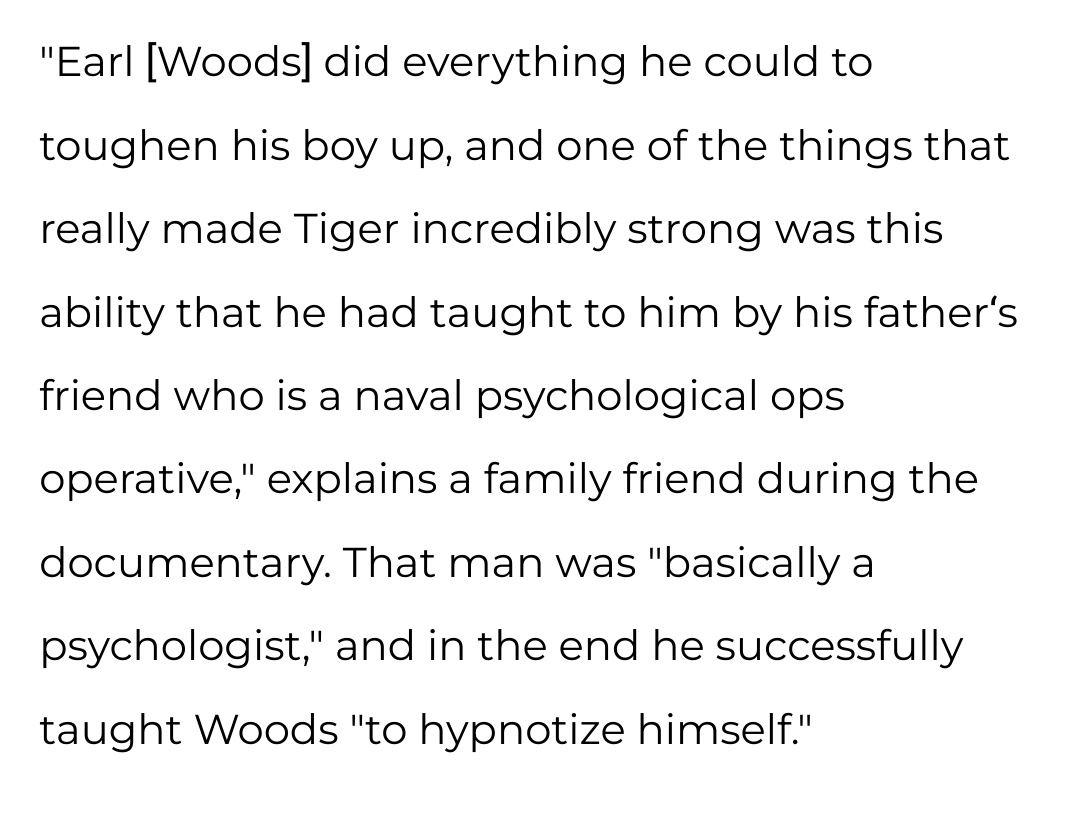 "Earl [Woods] did everything he could to
toughen his boy up, and one of the things that
really made Tiger incredibly strong was this
ability that he had taught to him by his father‘s
friend who is a naval psychological ops
operative," explains a family friend during the
documentary. That man was "basically a
psychologist," and in the end he successfully
taught Woods "to hypnotize himself."